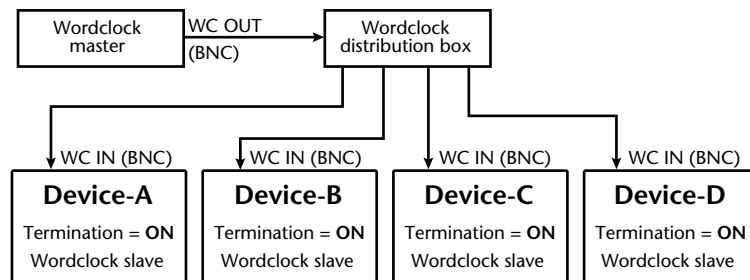 Wordclock
master
WC OUT
(BNC)
Wordclock
distribution box
WC IN (BNC)
WC IN (BNC)
WC IN (BNC)
WC IN (BNC)
Device-A
Termination = ON
Wordclock slave
Device-B
Termination = ON
Wordclock slave
Device-C
Termination = ON
Wordclock slave
Device-D
Termination = ON
Wordclock slave